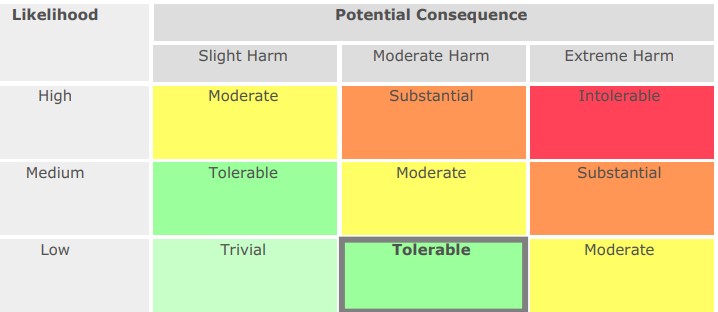 Likelihood Potential Consequence
Slight Harm Moderate Harm Extreme Harm
High Moderate Substantial Intolerable
Medium Tolerable Moderate Substantial
Low Trivial Tolerable Moderate